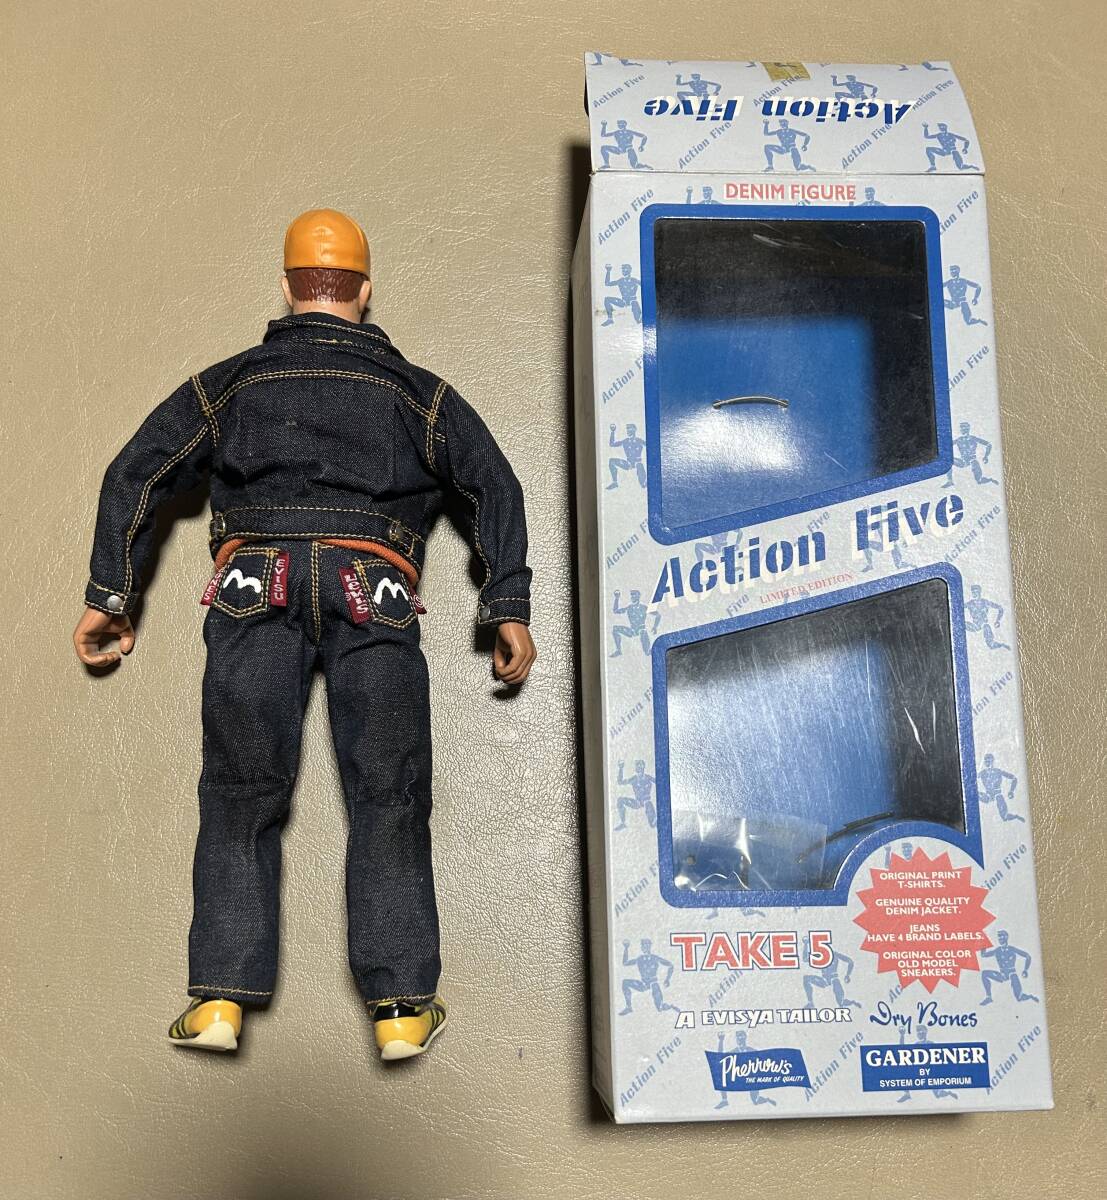 Action Five
DENIM FIGURE
Action Five
LIMITED EDITION
ORIGINAL PRINT
T-SHIRTS.
GENUINE QUALITY
DENIM JACKET.
JEANS
HAVE 4 BRAND LABELS.
ORIGINAL COLOR
OLD MODEL
SNEAKERS.
TAKE 5
A EVISYA TAILOR
Dry Bones
Pherrow's
THE MARK OF QUALITY
GARDENER
BY
SYSTEM OF EMPORIUM
EVISU